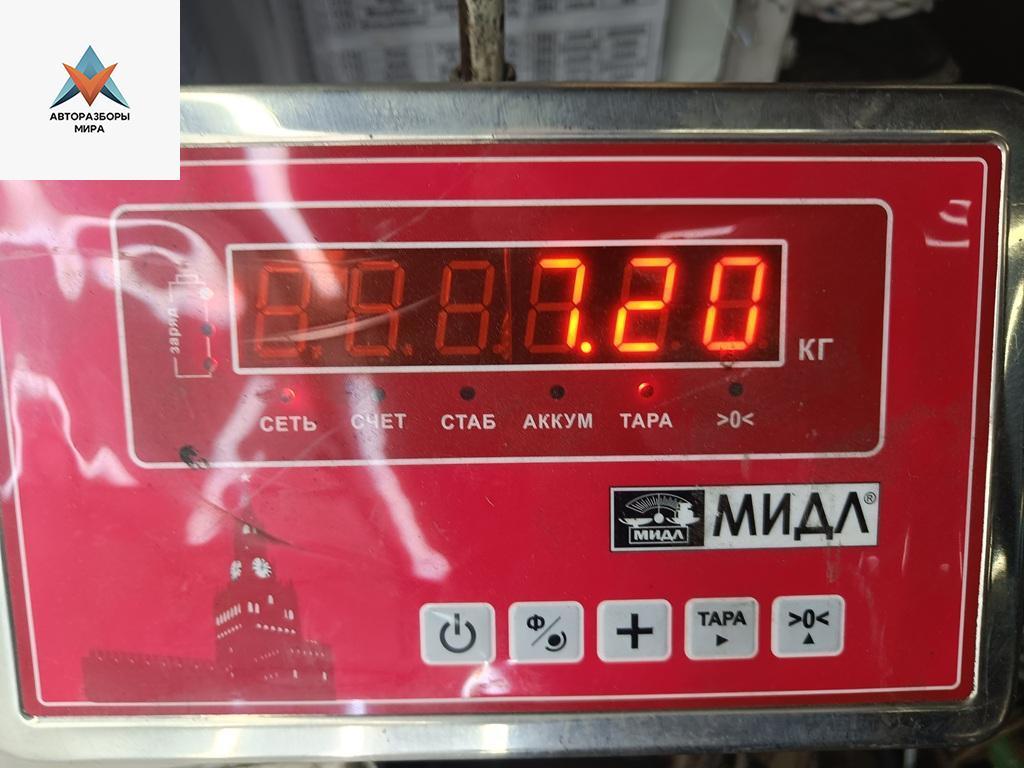 АВТОРАЗБОРЫ
МИРА
заряд
7.20
КГ
СЕТЬ СЧЕТ СТАБ АККУМ ТАРА >0<
МИДЛ МИДЛ®
Ф ТАРА >0<